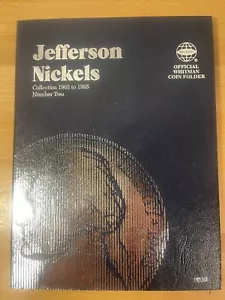 Jefferson
Nickels
Collection 1962 to 1995
Number Two
OFFICIAL
WHITMAN
COIN FOLDER